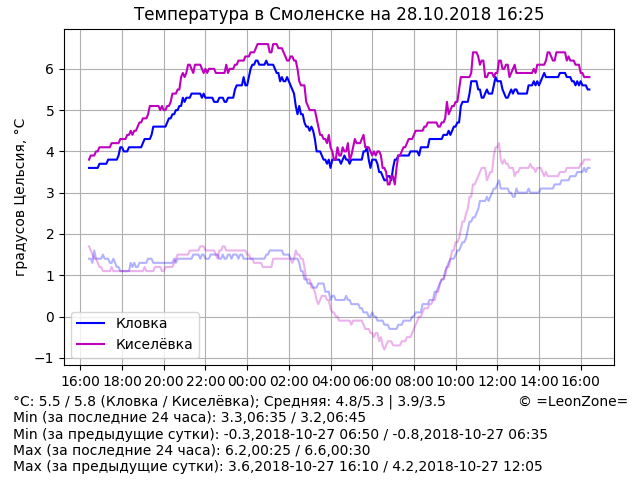 Температура в Смоленске на 28.10.2018 16:25
градусов Цельсия, °C
6
5
4
3
2
1
0
−1
Кловка
Киселёвка
16:00 18:00 20:00 22:00 00:00 02:00 04:00 06:00 08:00 10:00 12:00 14:00 16:00
°C: 5.5 / 5.8 (Кловка / Киселёвка); Средняя: 4.8/5.3 | 3.9/3.5 © =LeonZone=
Min (за последние 24 часа): 3.3,06:35 / 3.2,06:45
Min (за предыдущие сутки): -0.3,2018-10-27 06:50 / -0.8,2018-10-27 06:35
Max (за последние 24 часа): 6.2,00:25 / 6.6,00:30
Max (за предыдущие сутки): 3.6,2018-10-27 16:10 / 4.2,2018-10-27 12:05